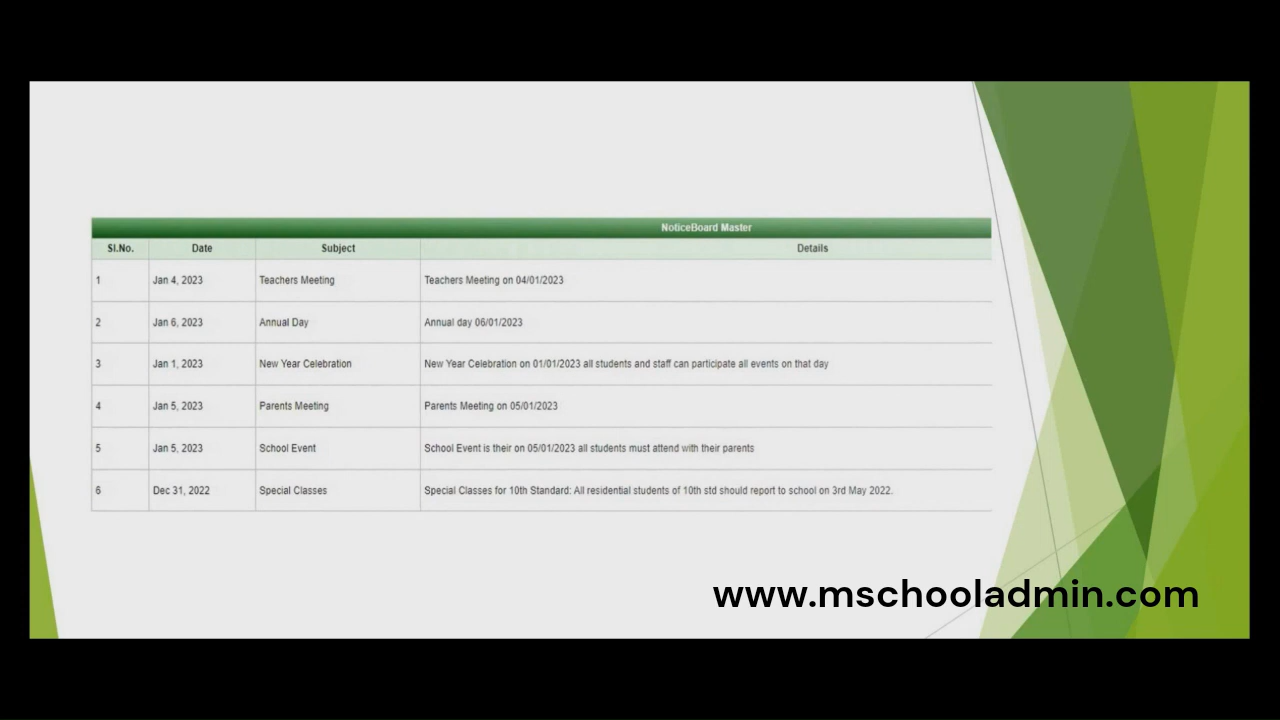 NoticeBoard Master
Sl.No. Date Subject Details
1 Jan 4, 2023 Teachers Meeting Teachers Meeting on 04/01/2023
2 Jan 6, 2023 Annual Day Annual day 06/01/2023
3 Jan 1, 2023 New Year Celebration New Year Celebration on 01/01/2023 all students and staff can participate all events on that day
4 Jan 5, 2023 Parents Meeting Parents Meeting on 05/01/2023
5 Jan 5, 2023 School Event School Event is their on 05/01/2023 all students must attend with their parents
6 Dec 31, 2022 Special Classes Special Classes for 10th Standard: All residential students of 10th std should report to school on 3rd May 2022.
www.mschooladmin.com